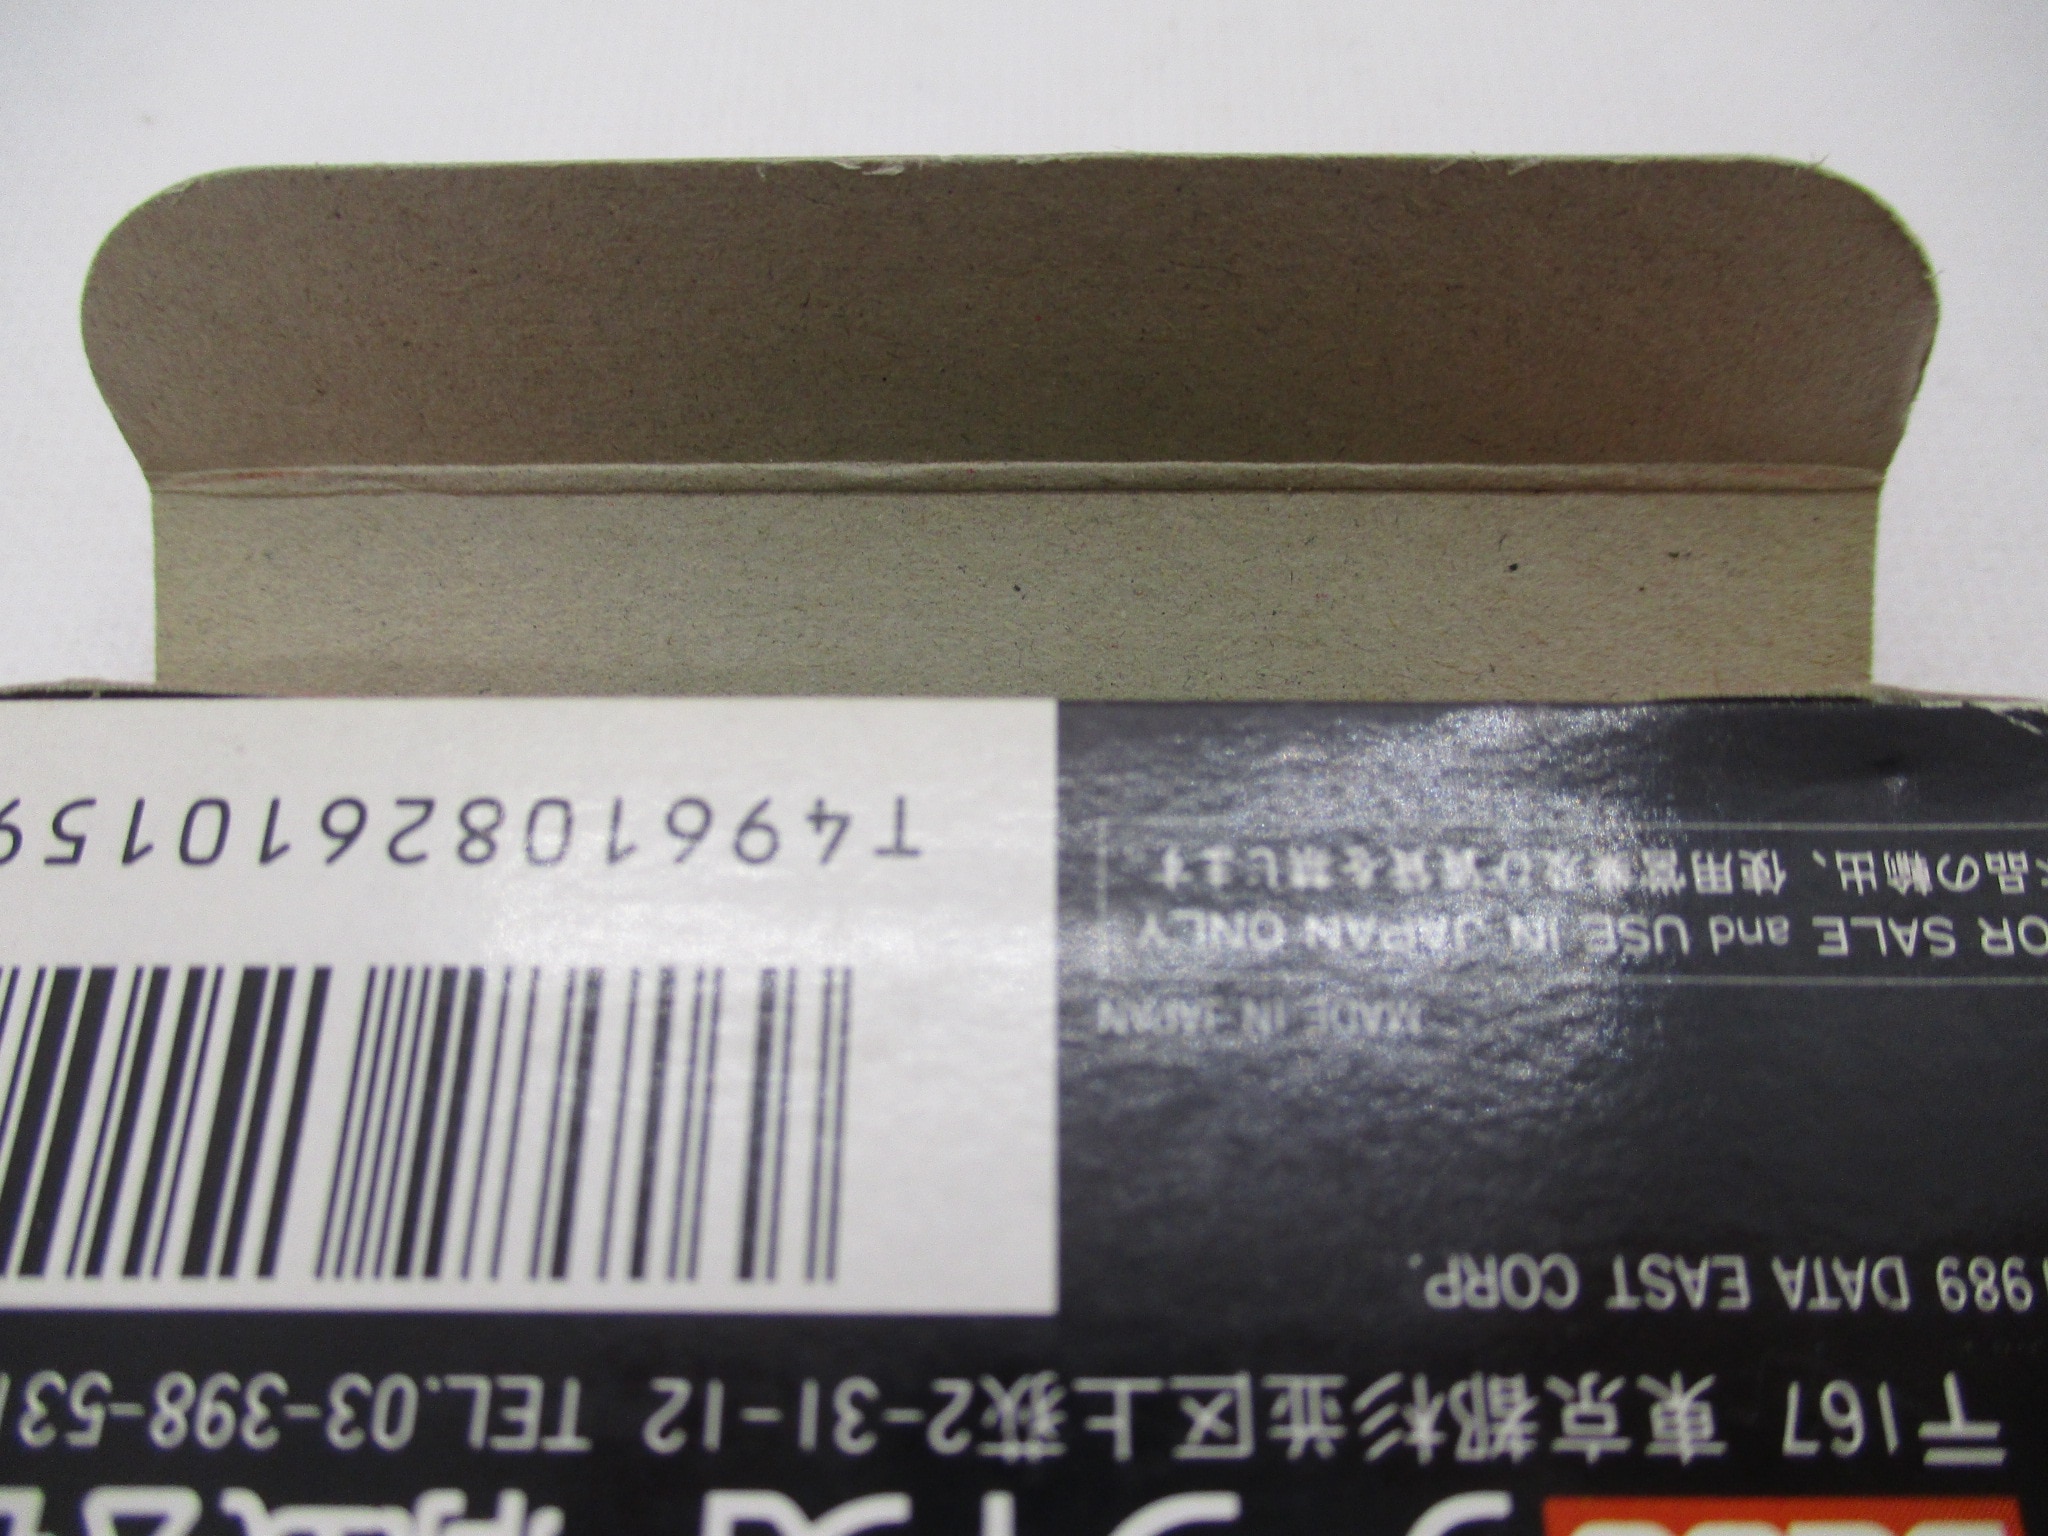 〒167 東京都杉並区上荻2-31-12 TEL.03-398-53
1989 DATA EAST CORP.
MADE IN JAPAN
OR SALE and USE IN JAPAN ONLY
品の輸出、使用営業及び賃貸を禁じます
T4961082610159